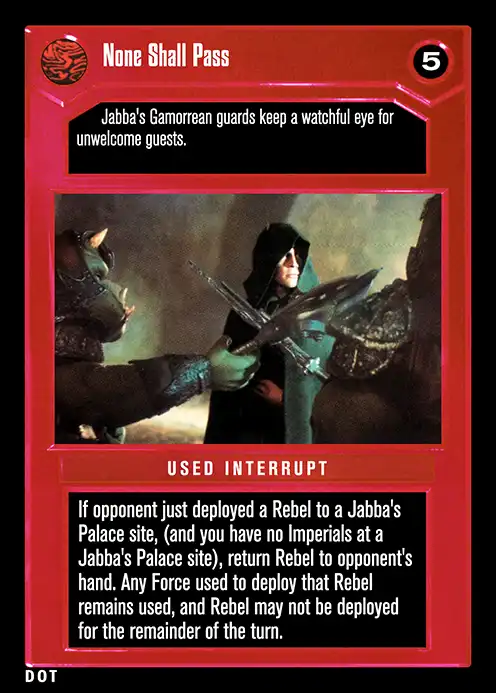 None Shall Pass
5
Jabba's Gamorrean guards keep a watchful eye for
unwelcome guests.
USED INTERRUPT
If opponent just deployed a Rebel to a Jabba's
Palace site, (and you have no Imperials at a
Jabba's Palace site), return Rebel to opponent's
hand. Any Force used to deploy that Rebel
remains used, and Rebel may not be deployed
for the remainder of the turn.
DOT